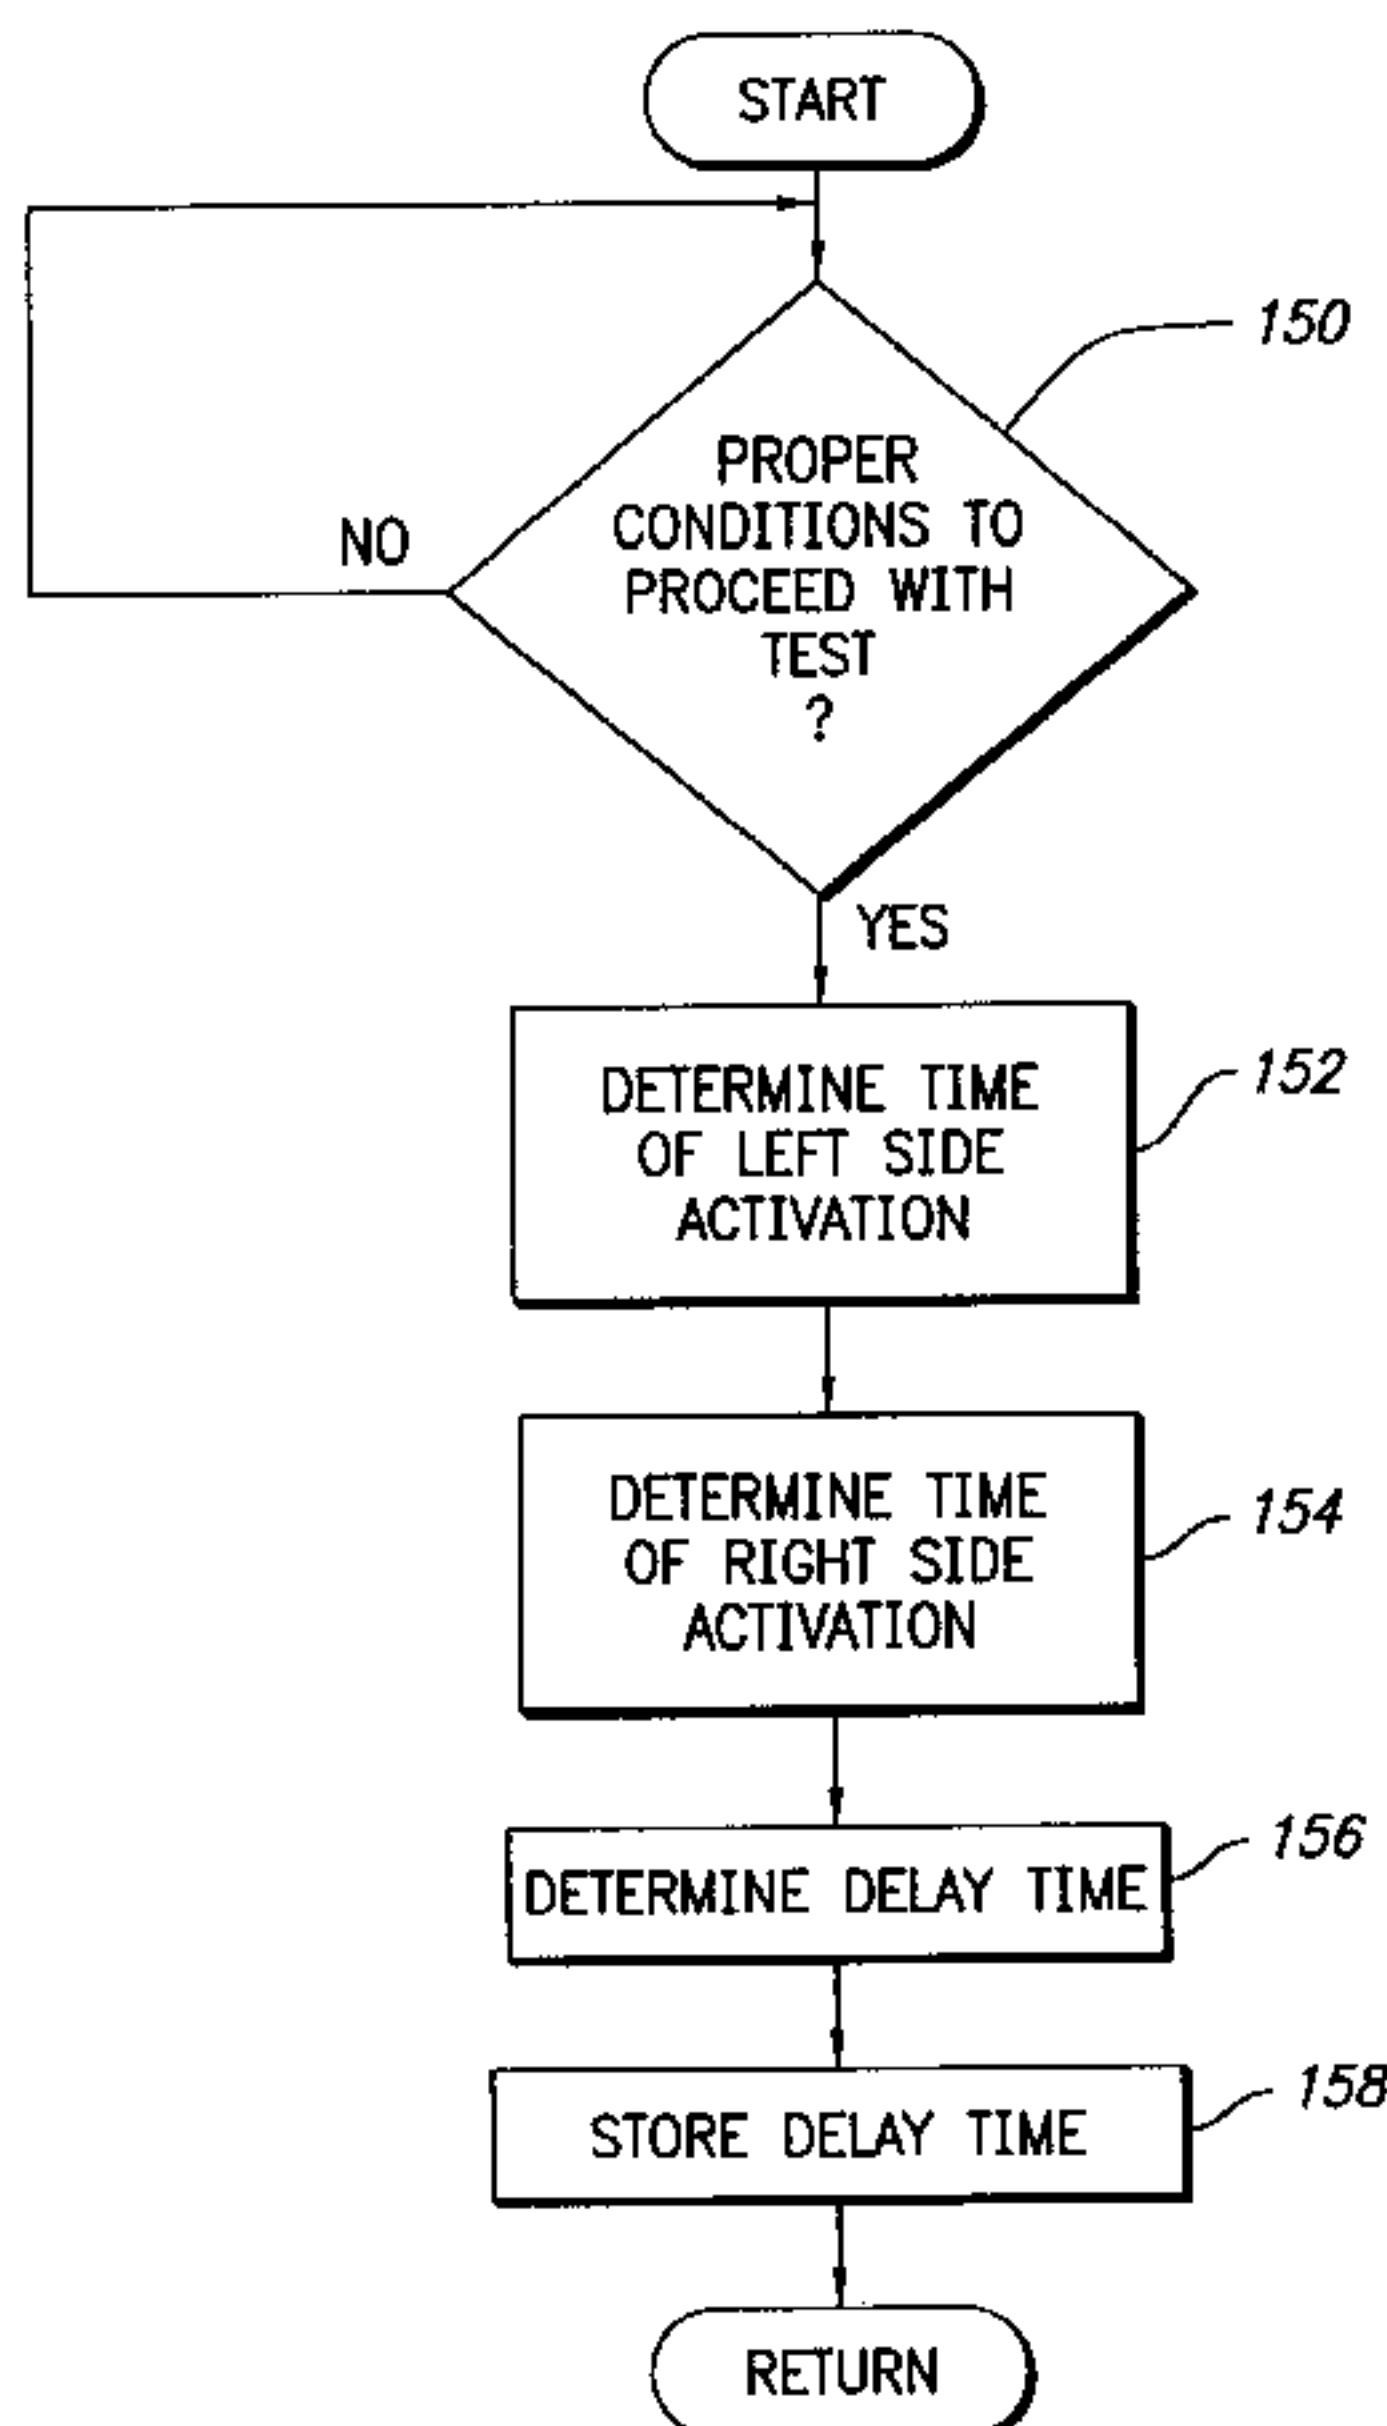 START
150
PROPER
CONDITIONS TO
PROCEED WITH
TEST
?
NO
YES
DETERMINE TIME
OF LEFT SIDE
ACTIVATION
152
DETERMINE TIME
OF RIGHT SIDE
ACTIVATION
154
DETERMINE DELAY TIME
156
STORE DELAY TIME
158
RETURN